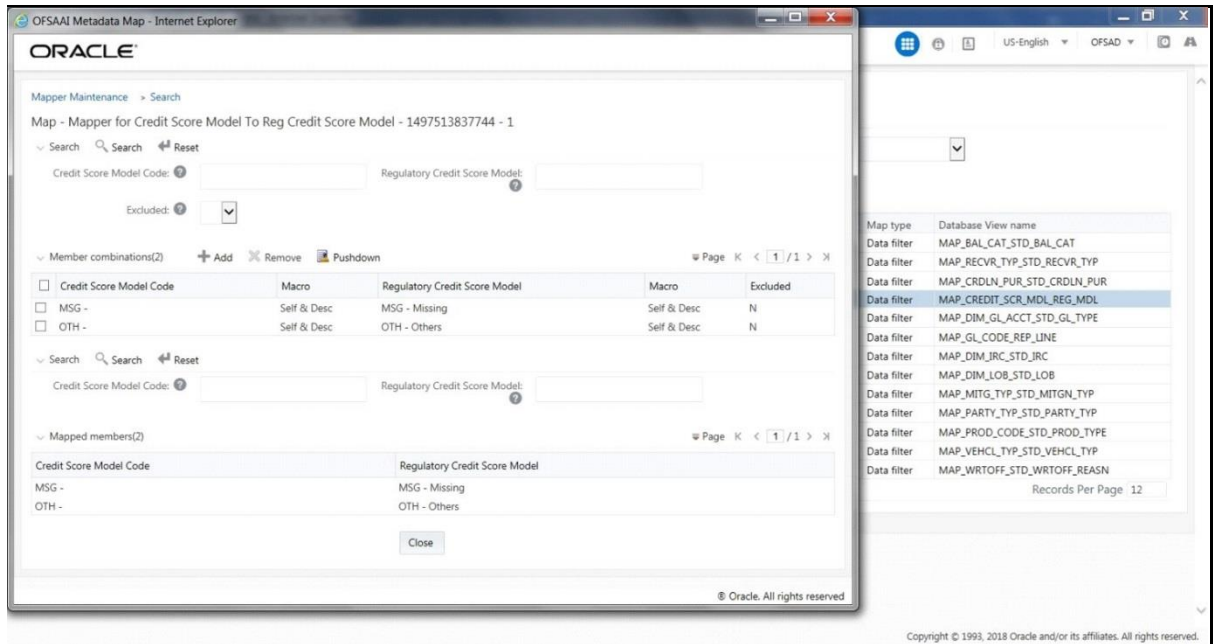 OFSAAI Metadata Map - Internet Explorer
ORACLE
US-English
OFSAD
Mapper Maintenance > Search
Map - Mapper for Credit Score Model To Reg Credit Score Model - 1497513837744 - 1
Search Search Reset
Credit Score Model Code: Regulatory Credit Score Model:
Excluded:
Member combinations(2) Add Remove Pushdown Page 1 / 1
Credit Score Model Code Macro Regulatory Credit Score Model Macro Excluded
MSG - Self & Desc MSG - Missing Self & Desc N
OTH - Self & Desc OTH - Others Self & Desc N
Search Search Reset
Credit Score Model Code: Regulatory Credit Score Model:
Mapped members(2) Page 1 / 1
Credit Score Model Code Regulatory Credit Score Model
MSG - MSG - Missing
OTH - OTH - Others
Close
© Oracle. All rights reserved
Map type Database View name
Data filter MAP_BAL_CAT_STD_BAL_CAT
Data filter MAP_RECVR_TYP_STD_RECVR_TYP
Data filter MAP_CRDLN_PUR_STD_CRDLN_PUR
Data filter MAP_CREDIT_SCR_MDL_REG_MDL
Data filter MAP_DIM_GL_ACCT_STD_GL_TYPE
Data filter MAP_GL_CODE_REP_LINE
Data filter MAP_DIM_IRC_STD_IRC
Data filter MAP_DIM_LOB_STD_LOB
Data filter MAP_MITG_TYP_STD_MITGN_TYP
Data filter MAP_PARTY_TYP_STD_PARTY_TYP
Data filter MAP_PROD_CODE_STD_PROD_TYPE
Data filter MAP_VEHCL_TYP_STD_VEHCL_TYP
Data filter MAP_WRTOFF_STD_WRTOFF_REASN
Records Per Page 12
Copyright © 1993, 2018 Oracle and/or its affiliates. All rights reserved.